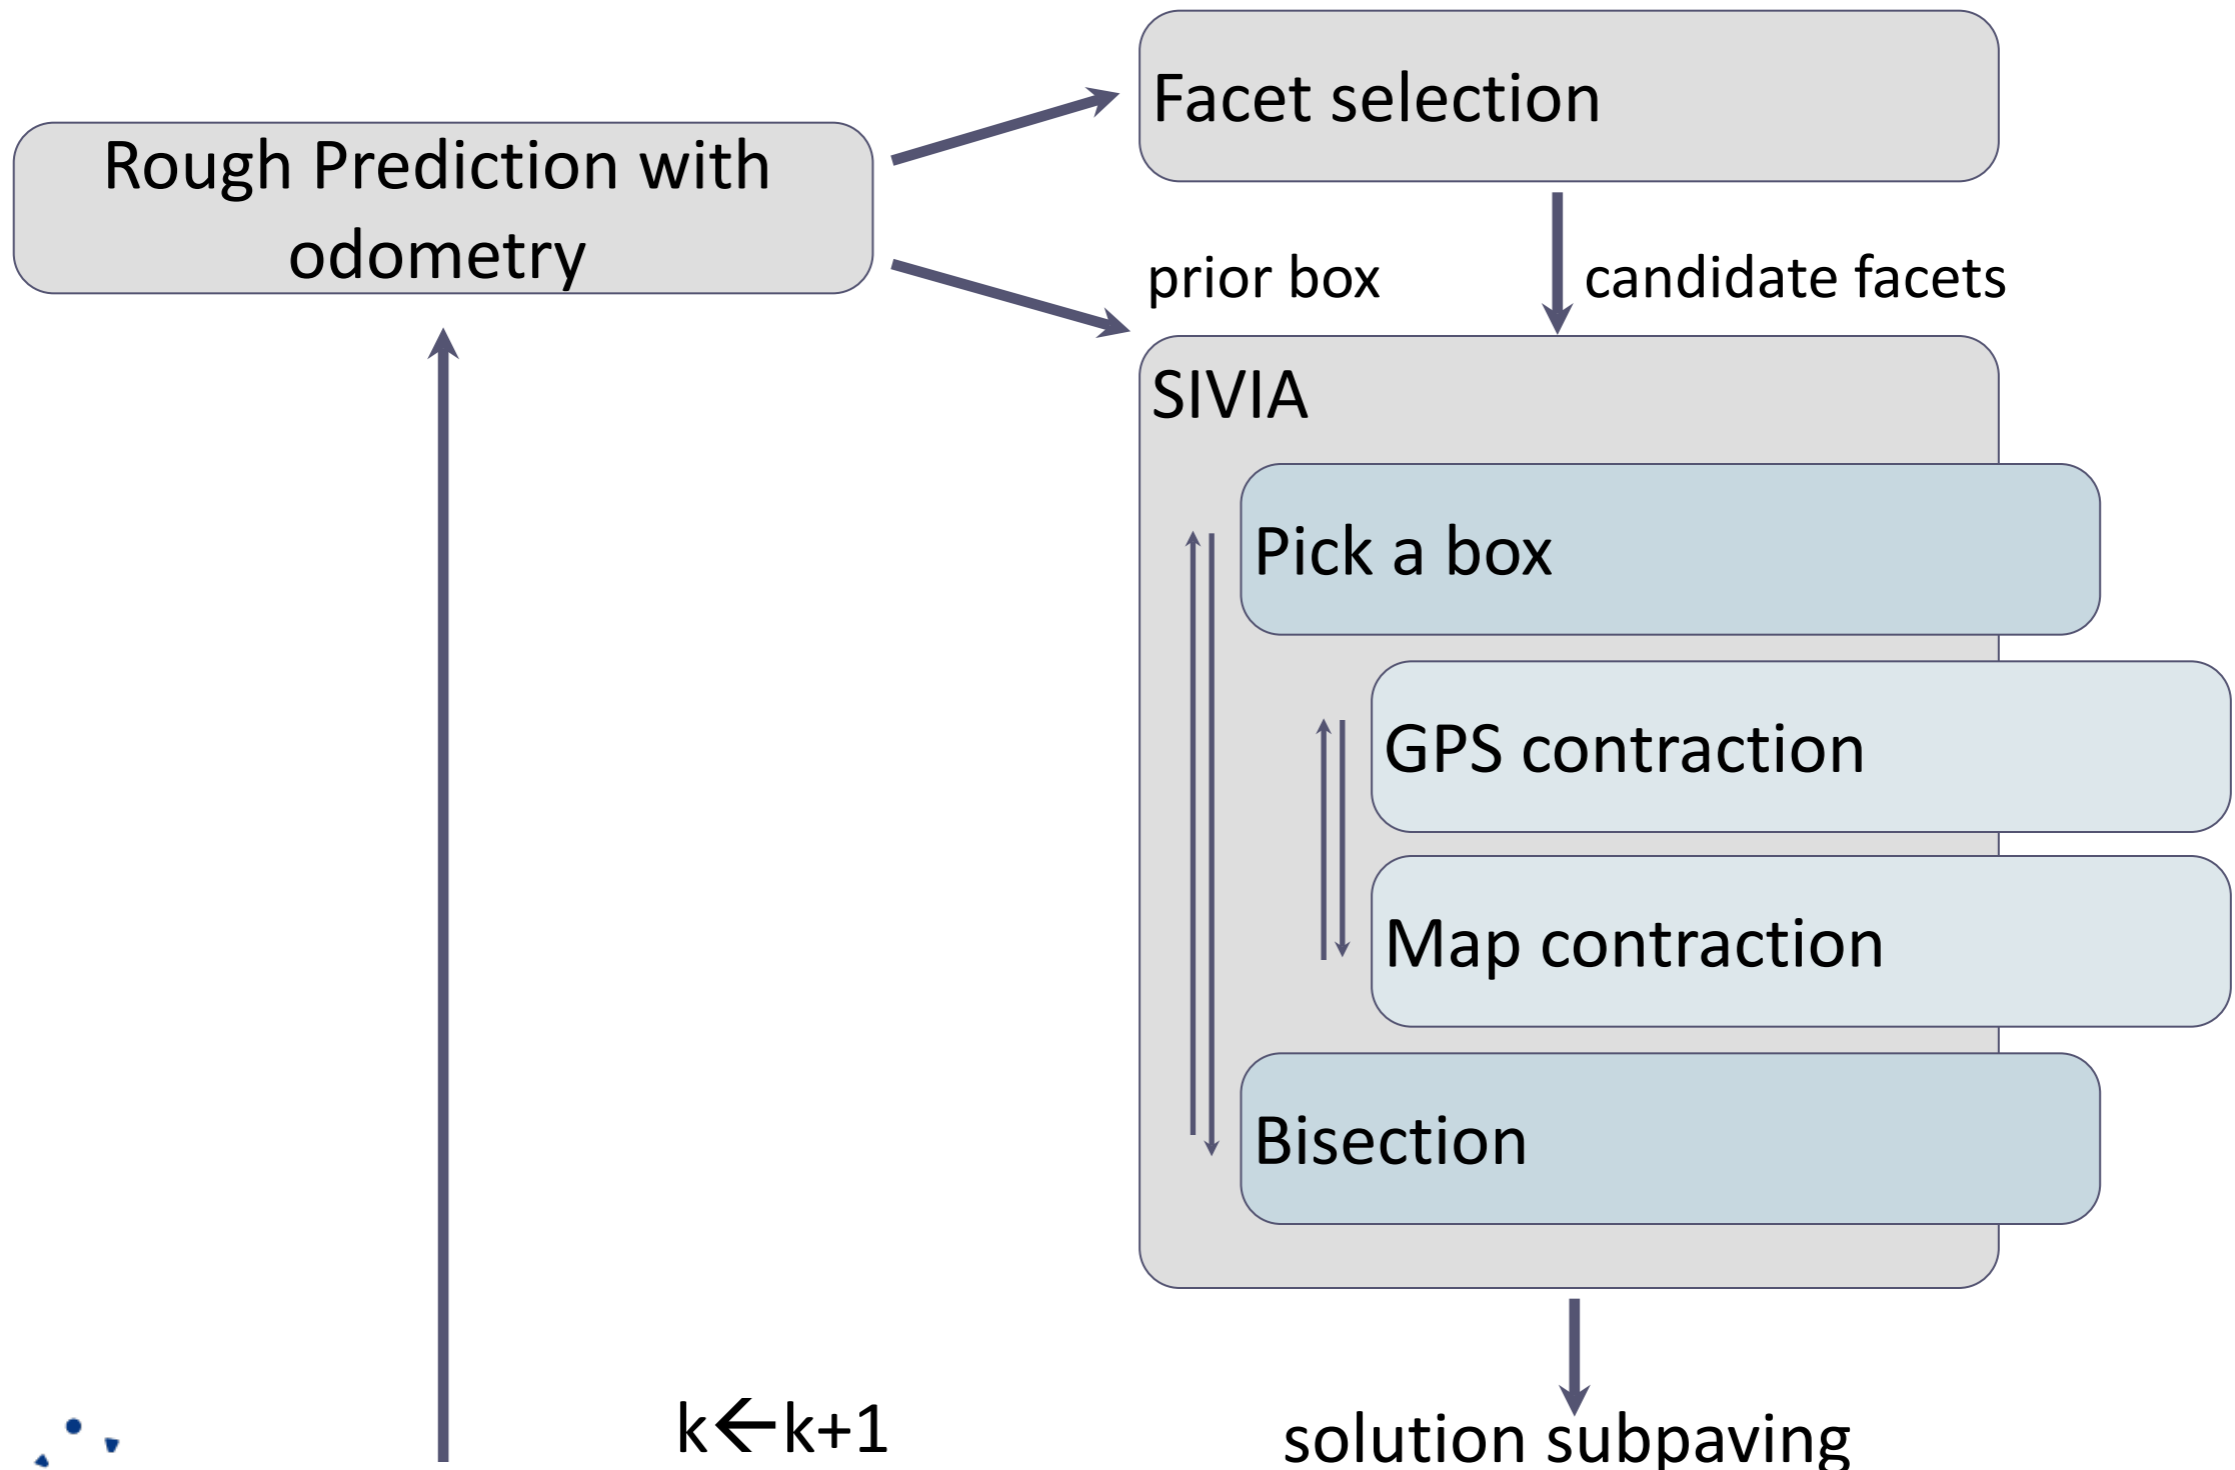 Facet selection
Rough Prediction with
odometry
prior box
candidate facets
SIVIA
Pick a box
GPS contraction
Map contraction
Bisection
k←k+1
solution subpaving